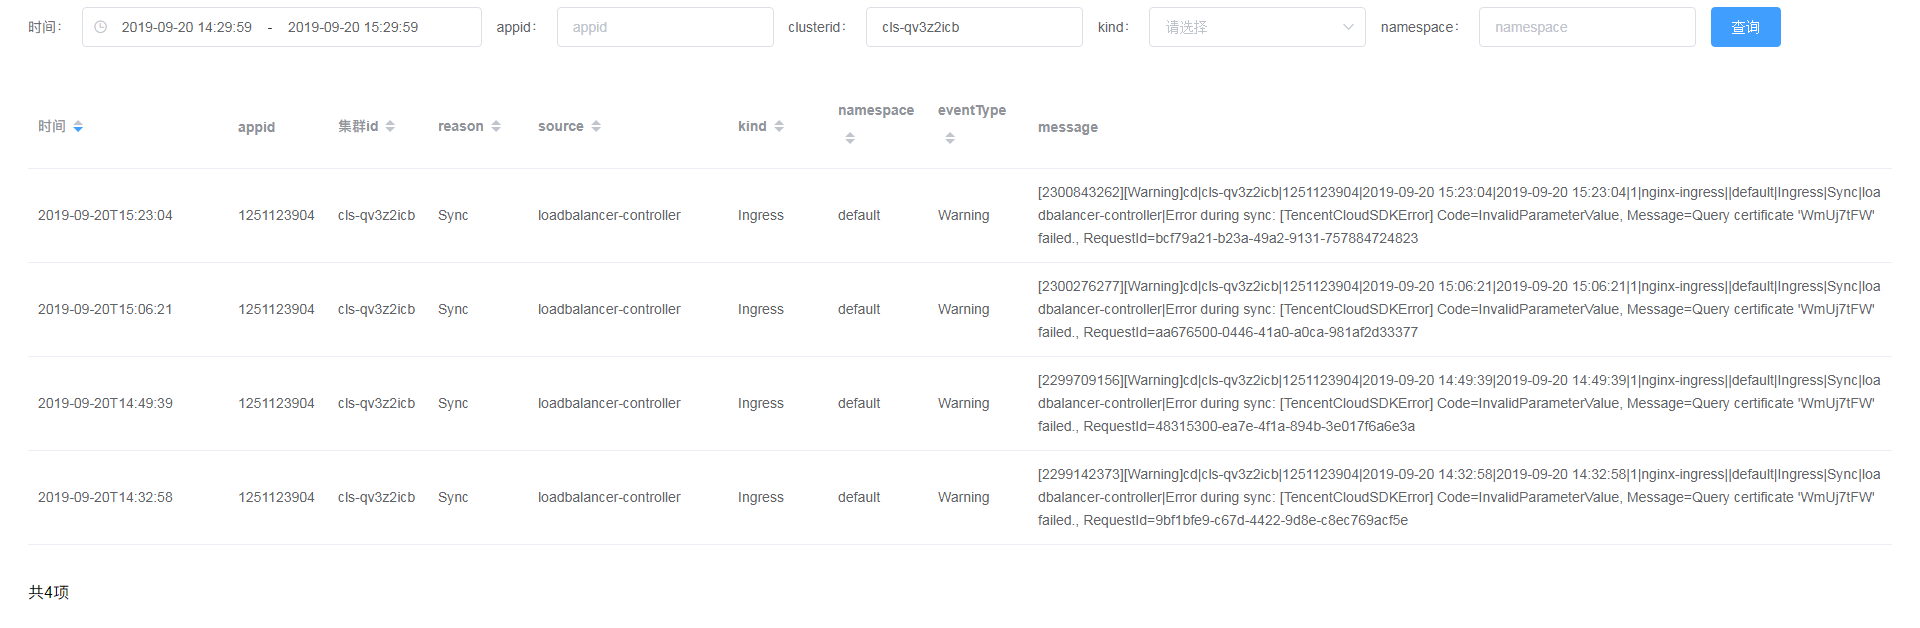 时间： 2019-09-20 14:29:59 - 2019-09-20 15:29:59 appid： appid clusterid： cls-qv3z2icb kind： 请选择 namespace： namespace 查询
时间 appid 集群id reason source kind namespace eventType message
[2300843262][Warning]cd|cls-qv3z2icb|1251123904|2019-09-20 15:23:04|2019-09-20 15:23:04|1|nginx-ingress||default|Ingress|Sync|loa
2019-09-20T15:23:04 1251123904 cls-qv3z2icb Sync loadbalancer-controller Ingress default Warning dbalancer-controller|Error during sync: [TencentCloudSDKError] Code=InvalidParameterValue, Message=Query certificate 'WmUj7tFW'
failed., RequestId=bcf79a21-b23a-49a2-9131-757884724823
[2300276277][Warning]cd|cls-qv3z2icb|1251123904|2019-09-20 15:06:21|2019-09-20 15:06:21|1|nginx-ingress||default|Ingress|Sync|loa
2019-09-20T15:06:21 1251123904 cls-qv3z2icb Sync loadbalancer-controller Ingress default Warning dbalancer-controller|Error during sync: [TencentCloudSDKError] Code=InvalidParameterValue, Message=Query certificate 'WmUj7tFW'
failed., RequestId=aa676500-0446-41a0-a0ca-981af2d33377
[2299709156][Warning]cd|cls-qv3z2icb|1251123904|2019-09-20 14:49:39|2019-09-20 14:49:39|1|nginx-ingress||default|Ingress|Sync|loa
2019-09-20T14:49:39 1251123904 cls-qv3z2icb Sync loadbalancer-controller Ingress default Warning dbalancer-controller|Error during sync: [TencentCloudSDKError] Code=InvalidParameterValue, Message=Query certificate 'WmUj7tFW'
failed., RequestId=48315300-ea7e-4f1a-894b-3e017f6a6e3a
[2299142373][Warning]cd|cls-qv3z2icb|1251123904|2019-09-20 14:32:58|2019-09-20 14:32:58|1|nginx-ingress||default|Ingress|Sync|loa
2019-09-20T14:32:58 1251123904 cls-qv3z2icb Sync loadbalancer-controller Ingress default Warning dbalancer-controller|Error during sync: [TencentCloudSDKError] Code=InvalidParameterValue, Message=Query certificate 'WmUj7tFW'
failed., RequestId=9bf1bfe9-c67d-4422-9d8e-c8ec769acf5e
共4项